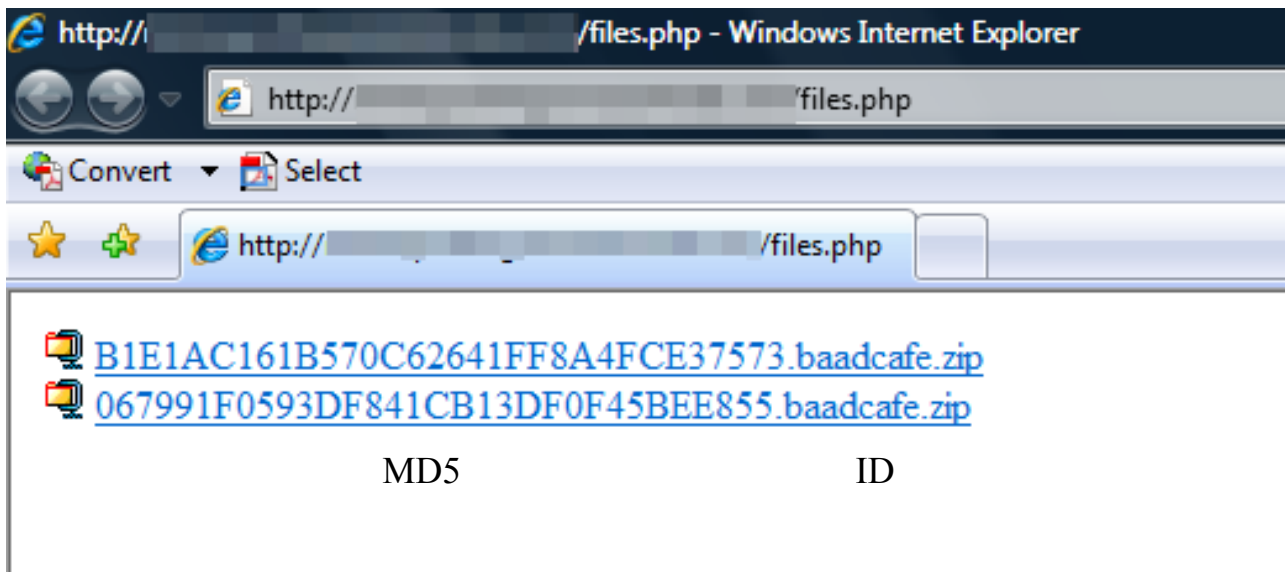 http:// /files.php - Windows Internet Explorer
http:// /files.php
Convert Select
http:// /files.php
B1E1AC161B570C62641FF8A4FCE37573.baadcafe.zip
067991F0593DF841CB13DF0F45BEE855.baadcafe.zip
MD5 ID